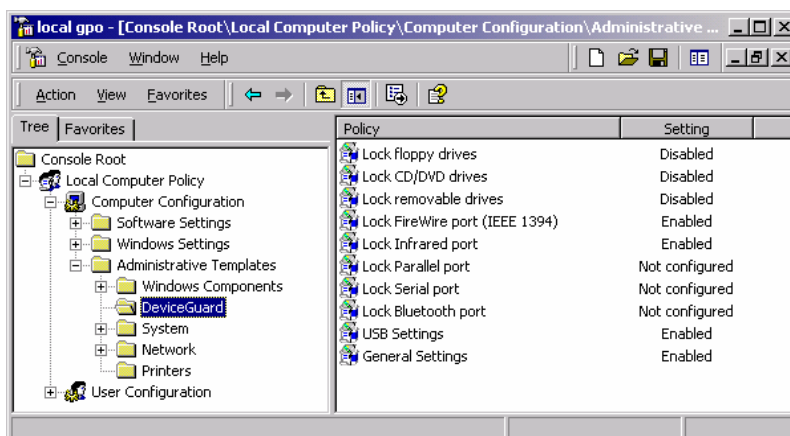 local gpo - [Console Root\Local Computer Policy\Computer Configuration\Administrative ...
Console Window Help
Action View Favorites
Tree Favorites
Console Root
Local Computer Policy
Computer Configuration
Software Settings
Windows Settings
Administrative Templates
Windows Components
DeviceGuard
System
Network
Printers
User Configuration
Policy Setting
Lock floppy drives Disabled
Lock CD/DVD drives Disabled
Lock removable drives Disabled
Lock FireWire port (IEEE 1394) Enabled
Lock Infrared port Enabled
Lock Parallel port Not configured
Lock Serial port Not configured
Lock Bluetooth port Not configured
USB Settings Enabled
General Settings Enabled